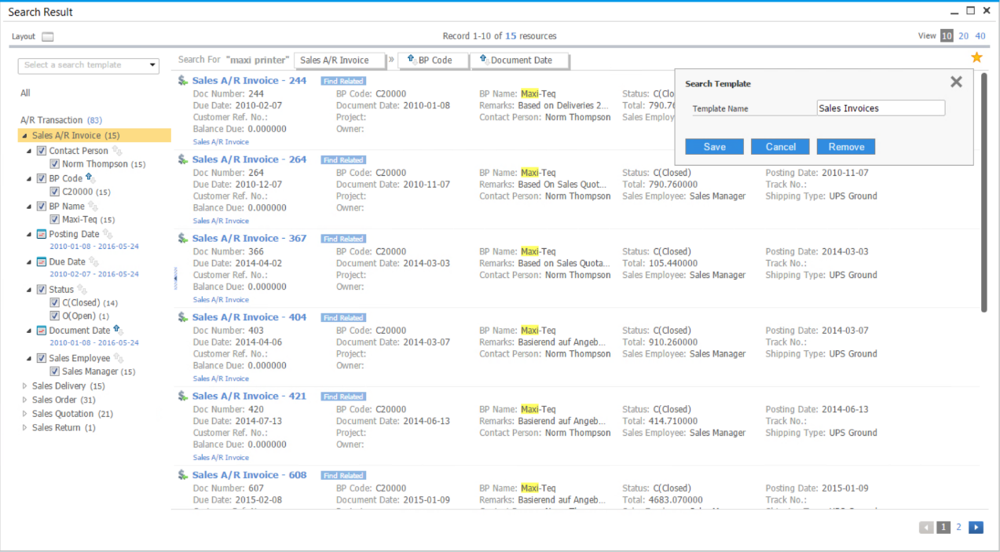 Search Result
Layout
Record 1-10 of 15 resources
View 10 20 40
Select a search template
All
A/R Transaction (83)
Sales A/R Invoice (15)
Contact Person
Norm Thompson (15)
BP Code
C20000 (15)
BP Name
Maxi-Teq (15)
Posting Date
2010-01-08 - 2016-05-24
Due Date
2010-02-07 - 2016-05-24
Status
C(Closed) (14)
O(Open) (1)
Document Date
2010-01-08 - 2016-05-24
Sales Employee
Sales Manager (15)
Sales Delivery (15)
Sales Order (31)
Sales Quotation (21)
Sales Return (1)
Search For "maxi printer" Sales A/R Invoice » BP Code Document Date
Sales A/R Invoice - 244 Find Related
Doc Number: 244 BP Code: C20000 BP Name: Maxi-Teq Status: C(Clo
Due Date: 2010-02-07 Document Date: 2010-01-08 Remarks: Based on Deliveries 2... Total: 790.76
Customer Ref. No.: Project: Contact Person: Norm Thompson Sales Employ
Balance Due: 0.000000 Owner:
Sales A/R Invoice
Search Template
Template Name Sales Invoices
Save Cancel Remove
Sales A/R Invoice - 264 Find Related
Doc Number: 264 BP Code: C20000 BP Name: Maxi-Teq Status: C(Closed) Posting Date: 2010-11-07
Due Date: 2010-12-07 Document Date: 2010-11-07 Remarks: Based On Sales Quot... Total: 790.760000 Track No.:
Customer Ref. No.: Project: Contact Person: Norm Thompson Sales Employee: Sales Manager Shipping Type: UPS Ground
Balance Due: 0.000000 Owner:
Sales A/R Invoice
Sales A/R Invoice - 367 Find Related
Doc Number: 366 BP Code: C20000 BP Name: Maxi-Teq Status: C(Closed) Posting Date: 2014-03-03
Due Date: 2014-04-02 Document Date: 2014-03-03 Remarks: Based on Sales Quota... Total: 105.440000 Track No.:
Customer Ref. No.: Project: Contact Person: Norm Thompson Sales Employee: Sales Manager Shipping Type: UPS Ground
Balance Due: 0.000000 Owner:
Sales A/R Invoice
Sales A/R Invoice - 404 Find Related
Doc Number: 403 BP Code: C20000 BP Name: Maxi-Teq Status: C(Closed) Posting Date: 2014-03-07
Due Date: 2014-04-06 Document Date: 2014-03-07 Remarks: Basierend auf Angeb... Total: 910.260000 Track No.:
Customer Ref. No.: Project: Contact Person: Norm Thompson Sales Employee: Sales Manager Shipping Type: UPS Ground
Balance Due: 0.000000 Owner:
Sales A/R Invoice
Sales A/R Invoice - 421 Find Related
Doc Number: 420 BP Code: C20000 BP Name: Maxi-Teq Status: C(Closed) Posting Date: 2014-06-13
Due Date: 2014-07-13 Document Date: 2014-06-13 Remarks: Basierend auf Angeb... Total: 414.710000 Track No.:
Customer Ref. No.: Project: Contact Person: Norm Thompson Sales Employee: Sales Manager Shipping Type: UPS Ground
Balance Due: 0.000000 Owner:
Sales A/R Invoice
Sales A/R Invoice - 608 Find Related
Doc Number: 607 BP Code: C20000 BP Name: Maxi-Teq Status: C(Closed) Posting Date: 2015-01-09
Due Date: 2015-02-08 Document Date: 2015-01-09 Remarks: Basierend auf Angeb... Total: 4683.070000 Track No.:
1 2